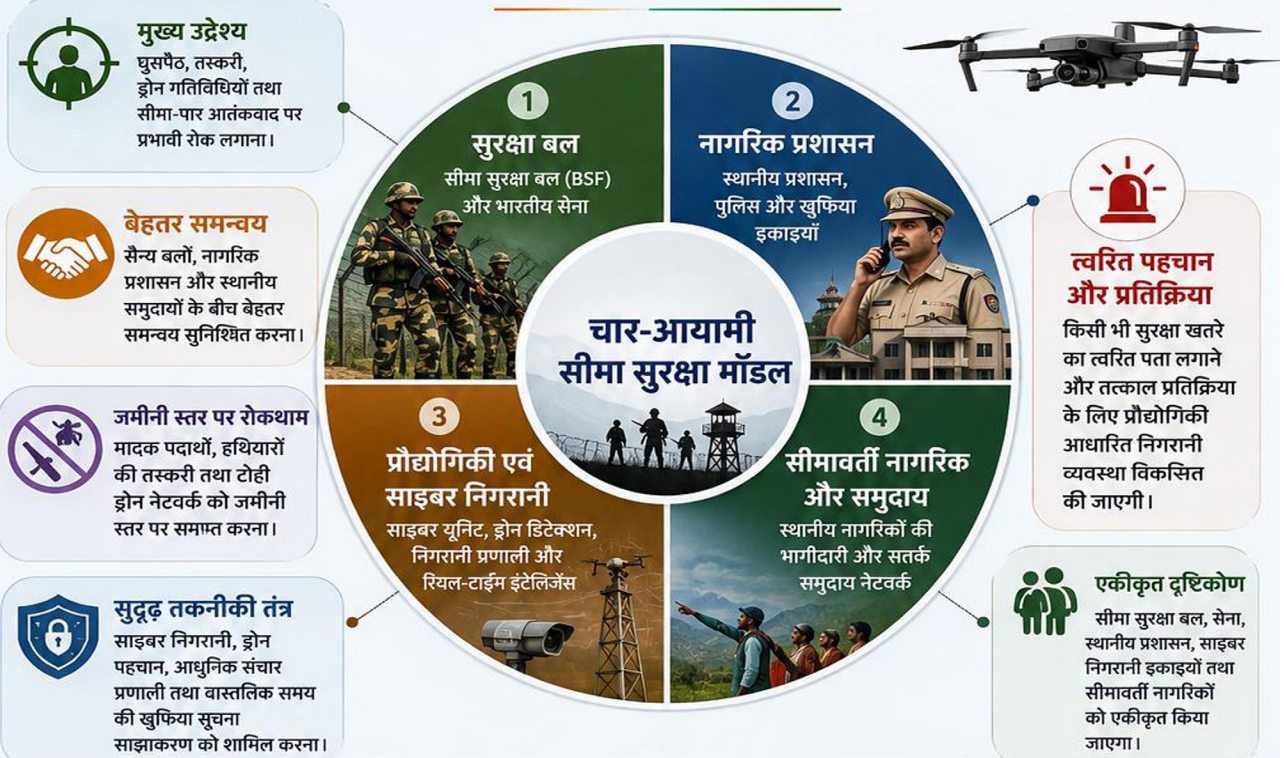 मुख्य उद्देश्य
घुसपैठ, तस्करी,
ड्रोन गतिविधियों तथा
सीमा-पार आतंकवाद पर
प्रभावी रोक लगाना।
बेहतर समन्वय
सैन्य बलों, नागरिक
प्रशासन और स्थानीय
समुदायों के बीच बेहतर
समन्वय सुनिश्चित करना।
जमीनी स्तर पर रोकथाम
मादक पदार्थों, हथियारों
की तस्करी तथा टोही
ड्रोन नेटवर्क को जमीनी
स्तर पर समाप्त करना।
सुदृढ़ तकनीकी तंत्र
साइबर निगरानी, ड्रोन
पहचान, आधुनिक संचार
प्रणाली तथा वास्तलिक समय
की खुफिया सूचना
साझाकरण को शामिल करना।
1
सुरक्षा बल
सीमा सुरक्षा बल (BSF)
और भारतीय सेना
2
नागरिक प्रशासन
स्थानीय प्रशासन,
पुलिस और खुफिया
इकाइयाँ
चार-आयामी
सीमा सुरक्षा मॉडल
3
प्रौद्योगिकी एवं
साइबर निगरानी
साइबर यूनिट, ड्रोन डिटेक्शन,
निगरानी प्रणाली और
रियल-टाईम इंटेलिजेंस
4
सीमावर्ती नागरिक
और समुदाय
स्थानीय नागरिकों की
भागीदारी और सतर्क
समुदाय नेटवर्क
त्वरित पहचान
और प्रतिक्रिया
किसी भी सुरक्षा खतरे
का त्वरित पता लगाने
और तत्काल प्रतिक्रिया
के लिए प्रौद्योगिकी
आधारित निगरानी
व्यवस्था विकसित
की जाएगी।
एकीकृत दृष्टिकोण
सीमा सुरक्षा बल, सेना,
स्थानीय प्रशासन, साइबर
निगरानी इकाइयों तथा
सीमावर्ती नागरिकों
को एकीकृत किया
जाएगा।